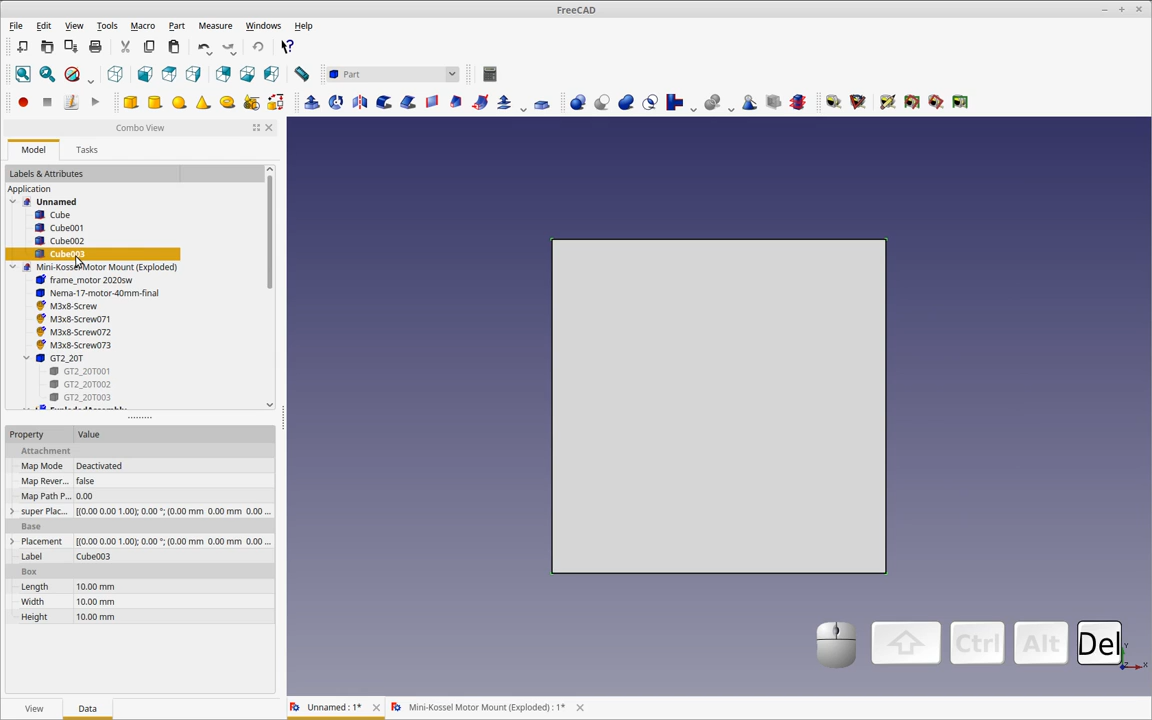 FreeCAD
File Edit View Tools Macro Part Measure Windows Help
Part
Combo View
Model Tasks
Labels & Attributes
Application
Unnamed
Cube
Cube001
Cube002
Cube003
Mini-Kossel Motor Mount (Exploded)
frame_motor 2020sw
Nema-17-motor-40mm-final
M3x8-Screw
M3x8-Screw071
M3x8-Screw072
M3x8-Screw073
GT2_20T
GT2_20T001
GT2_20T002
GT2_20T003
ExplodedAssembly
Property Value
Attachment
Map Mode Deactivated
Map Rever... false
Map Path P... 0.00
super Plac... [(0.00 0.00 1.00); 0.00 °; (0.00 mm 0.00 mm 0.00 ...
Base
Placement [(0.00 0.00 1.00); 0.00 °; (0.00 mm 0.00 mm 0.00 ...
Label Cube003
Box
Length 10.00 mm
Width 10.00 mm
Height 10.00 mm
Ctrl Alt Del
Y
Z X
View Data
Unnamed : 1* Mini-Kossel Motor Mount (Exploded) : 1*